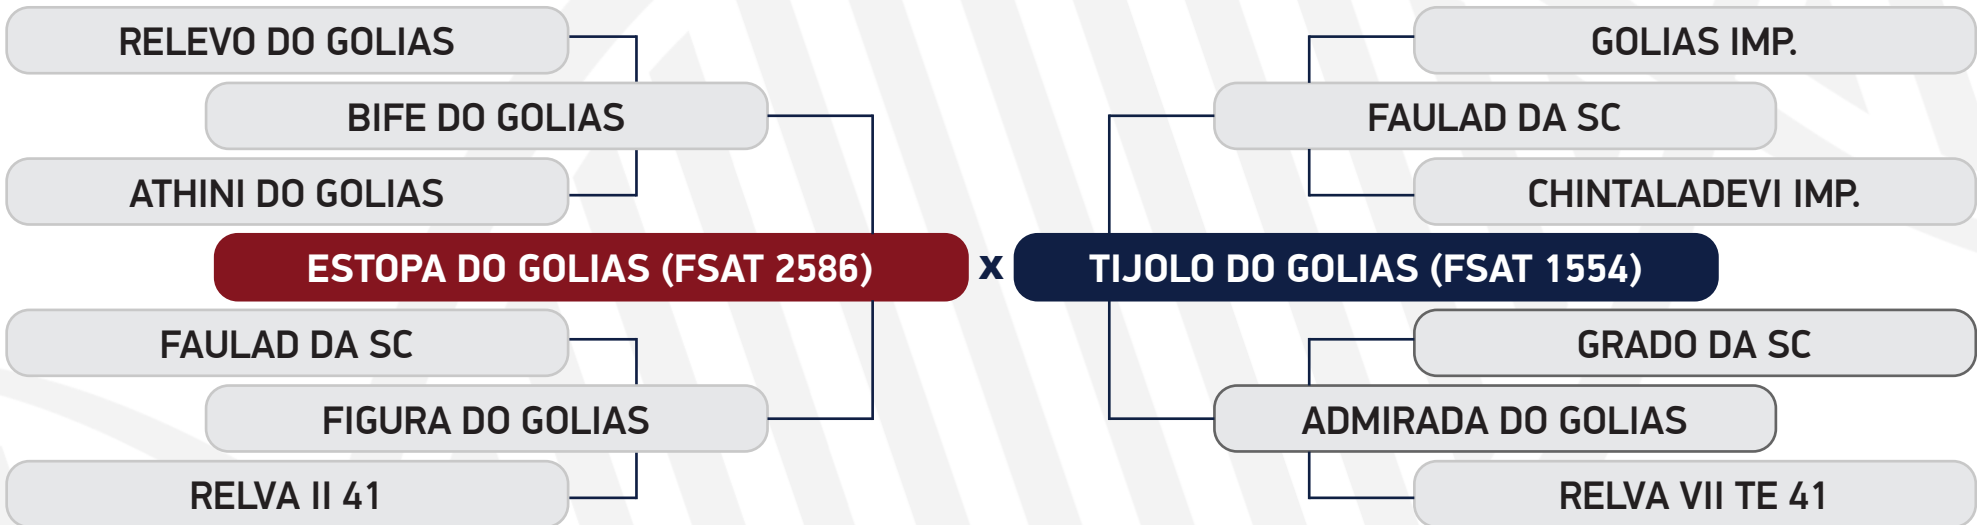 RELEVO DO GOLIAS
GOLIAS IMP.
BIFE DO GOLIAS
FAULAD DA SC
ATHINI DO GOLIAS
CHINTALADEVI IMP.
ESTOPA DO GOLIAS (FSAT 2586) x TIJOLO DO GOLIAS (FSAT 1554)
FAULAD DA SC
GRADO DA SC
FIGURA DO GOLIAS
ADMIRADA DO GOLIAS
RELVA II 41
RELVA VII TE 41